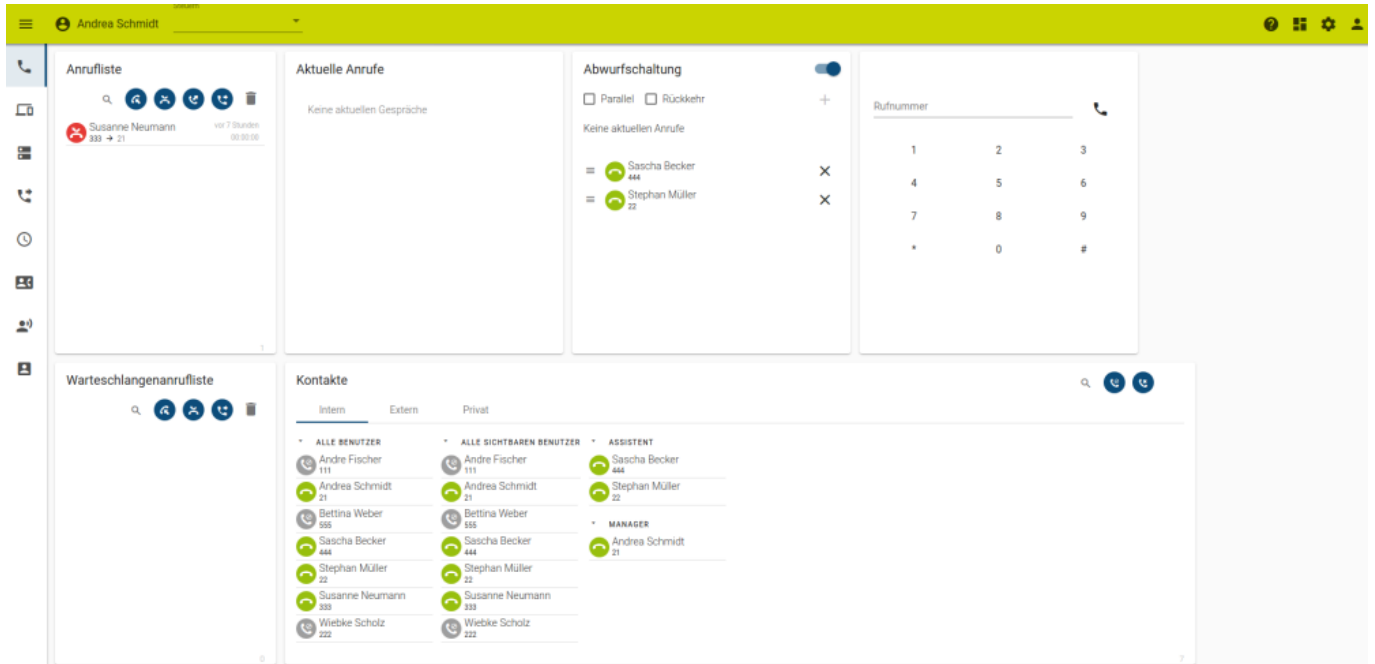 Steuern
Andrea Schmidt
Anrufliste
Susanne Neumann
vor 7 Stunden
333 → 21
00:00:00
1
Aktuelle Anrufe
Keine aktuellen Gespräche
Abwurfschaltung
Parallel Rückkehr
Keine aktuellen Anrufe
Sascha Becker
444
Stephan Müller
22
Rufnummer
1 2 3
4 5 6
7 8 9
* 0 #
Warteschlangenanrufliste
0
Kontakte
Intern Extern Privat
ALLE BENUTZER
Andre Fischer
111
Andrea Schmidt
21
Bettina Weber
555
Sascha Becker
444
Stephan Müller
22
Susanne Neumann
333
Wiebke Scholz
222
ALLE SICHTBAREN BENUTZER
Andre Fischer
111
Andrea Schmidt
21
Bettina Weber
555
Sascha Becker
444
Stephan Müller
22
Susanne Neumann
333
Wiebke Scholz
222
ASSISTENT
Sascha Becker
444
Stephan Müller
22
MANAGER
Andrea Schmidt
21
7